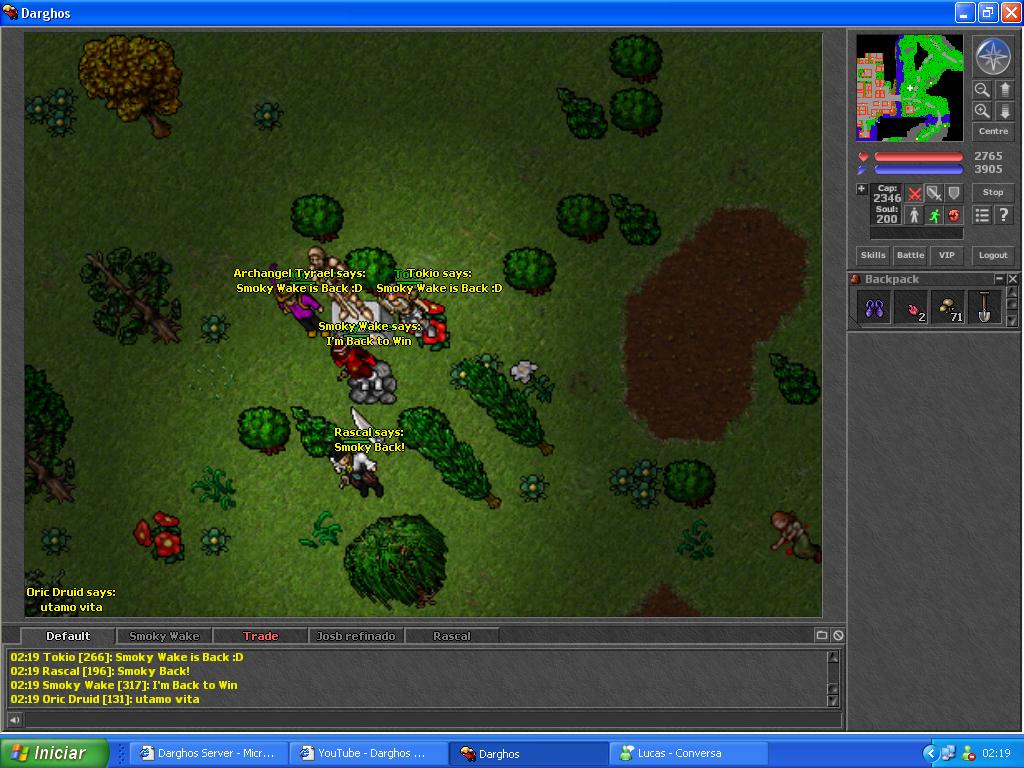 Darghos
Centre
2765
3905
Cap:
2346
Soul:
200
Stop
Skills
Battle
VIP
Logout
Backpack
2
71
Archangel Tyrael says:
Smoky Wake is Back :D
Tokio says:
Smoky Wake is Back :D
Smoky Wake says:
I'm Back to Win
Rascal says:
Smoky Back!
Oric Druid says:
utamo vita
Default
Smoky Wake
Trade
Josb refinado
Rascal
02:19 Tokio [266]: Smoky Wake is Back :D
02:19 Rascal [196]: Smoky Back!
02:19 Smoky Wake [317]: I'm Back to Win
02:19 Oric Druid [131]: utamo vita
Iniciar
Darghos Server - Micr...
YouTube - Darghos ...
Darghos
Lucas - Conversa
02:19